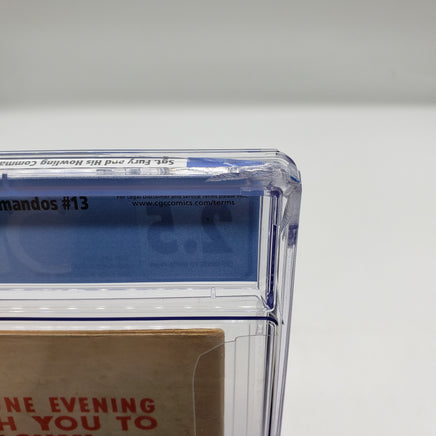 Sgt. Fury and His Howling Comma
mandos #13
For Legal Disclaimer and Service Terms please
www.cgccomics.com/terms
2.5
NE EVENING
H YOU TO